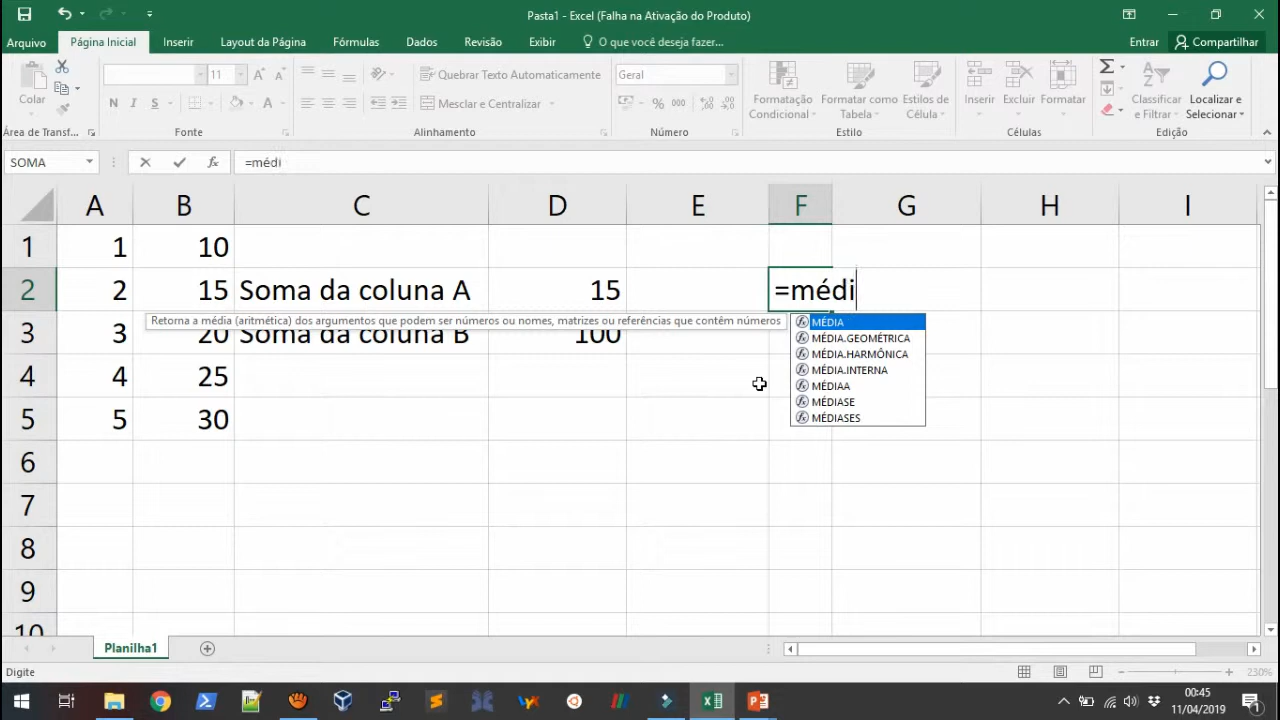 Pasta1 - Excel (Falha na Ativação do Produto)
Arquivo Página Inicial Inserir Layout da Página Fórmulas Dados Revisão Exibir O que você deseja fazer... Entrar Compartilhar
Colar
11
N I S
Quebrar Texto Automaticamente
Mesclar e Centralizar
Geral
% 000
Formatação Condicional
Formatar como Tabela
Estilos de Célula
Inserir Excluir Formatar
Classificar e Filtrar
Localizar e Selecionar
Área de Transf... Fonte Alinhamento Número Estilo Células Edição
SOMA fx =médi
A B C D E F G H I
1 1 10
2 2 15 Soma da coluna A 15 =médi
Retorna a média (aritmética) dos argumentos que podem ser números ou nomes, matrizes ou referências que contêm números
3 3 20 Soma da coluna B 100
MÉDIA
MÉDIA.GEOMÉTRICA
MÉDIA.HARMÔNICA
MÉDIA.INTERNA
MÉDIAA
MÉDIASE
MÉDIASES
4 4 25
5 5 30
6
7
8
9
10
Planilha1
Digite 230%
00:45
11/04/2019